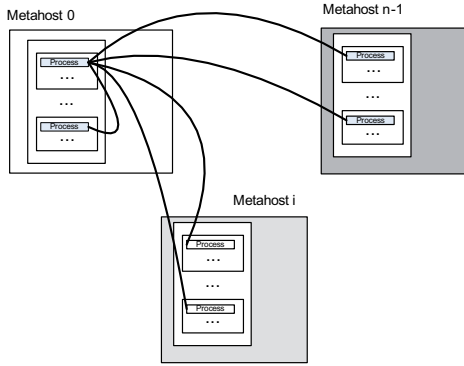 Metahost 0
Process
...
...
Process
...
Metahost n-1
Process
...
...
Process
...
Metahost i
Process
...
...
Process
...